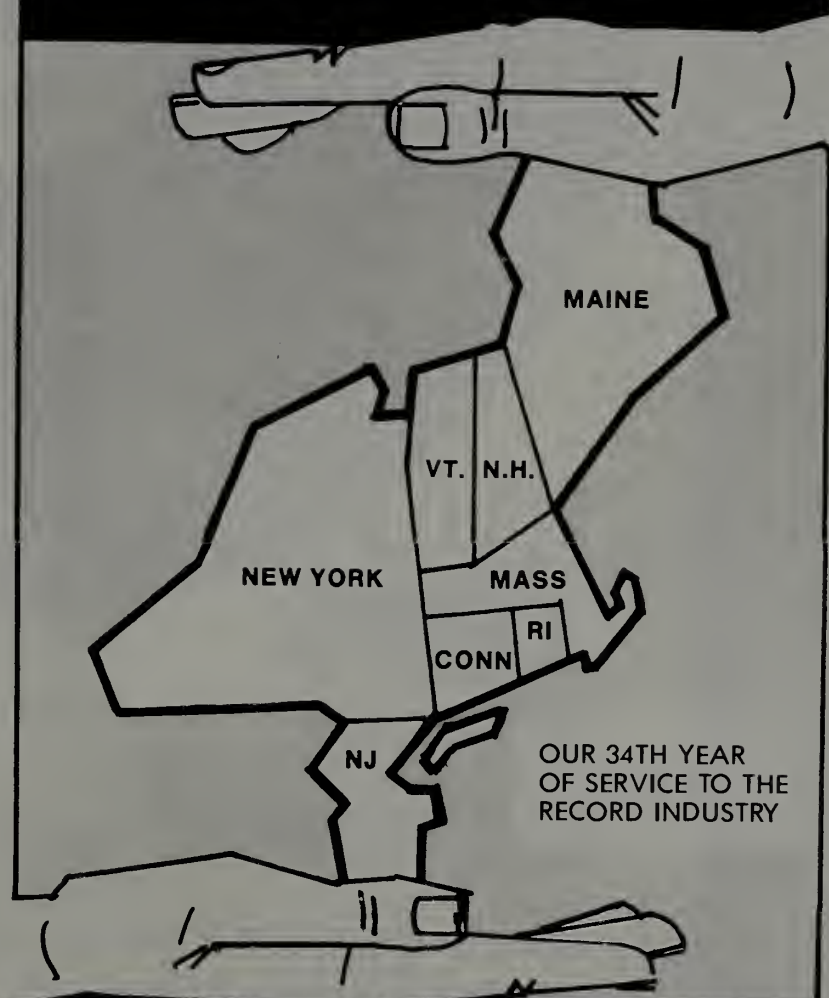 MAINE
VT. N.H.
NEW YORK
MASS
RI
CONN
NJ
OUR 34TH YEAR
OF SERVICE TO THE
RECORD INDUSTRY